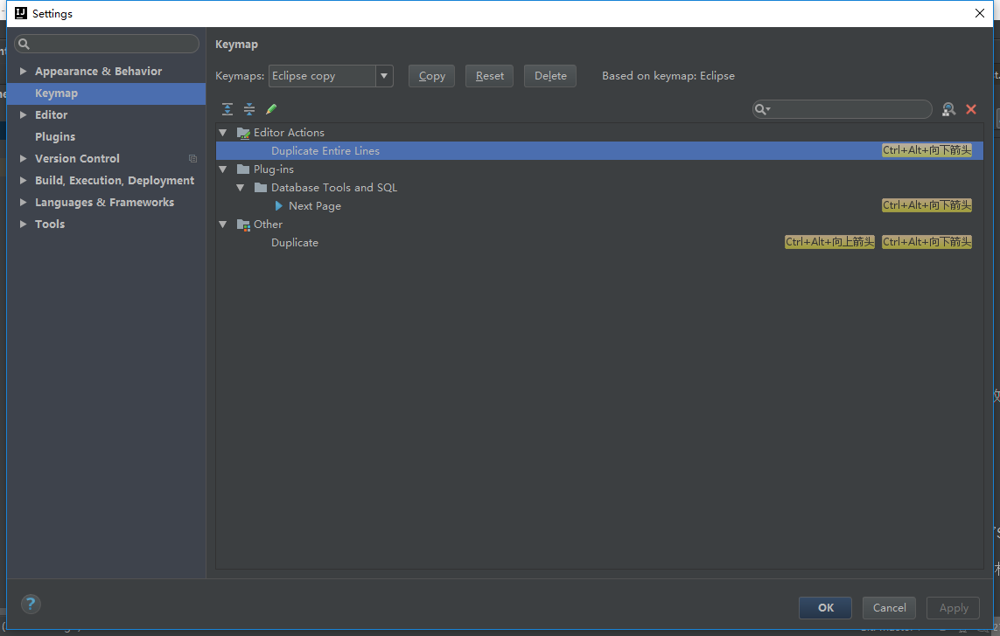 Settings
Keymap
Appearance & Behavior
Keymap
Editor
Plugins
Version Control
Build, Execution, Deployment
Languages & Frameworks
Tools
Keymaps: Eclipse copy Copy Reset Delete Based on keymap: Eclipse
Editor Actions
Duplicate Entire Lines Ctrl+Alt+向下箭头
Plug-ins
Database Tools and SQL
Next Page Ctrl+Alt+向下箭头
Other
Duplicate Ctrl+Alt+向上箭头 Ctrl+Alt+向下箭头
? OK Cancel Apply